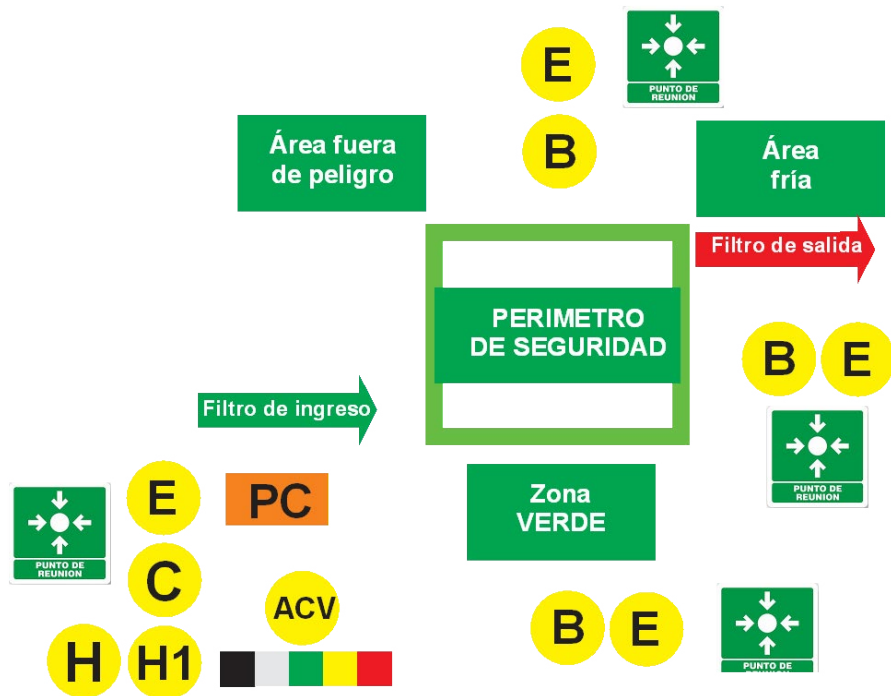 E
PUNTO DE
REUNION
B
Área fuera
de peligro
Área
fría
Filtro de salida
PERIMETRO
DE SEGURIDAD
B E
Filtro de ingreso
PUNTO DE
REUNION
E
PC
Zona
VERDE
PUNTO DE
REUNION
C
ACV
B E
H H1
PUNTO DE
REUNION